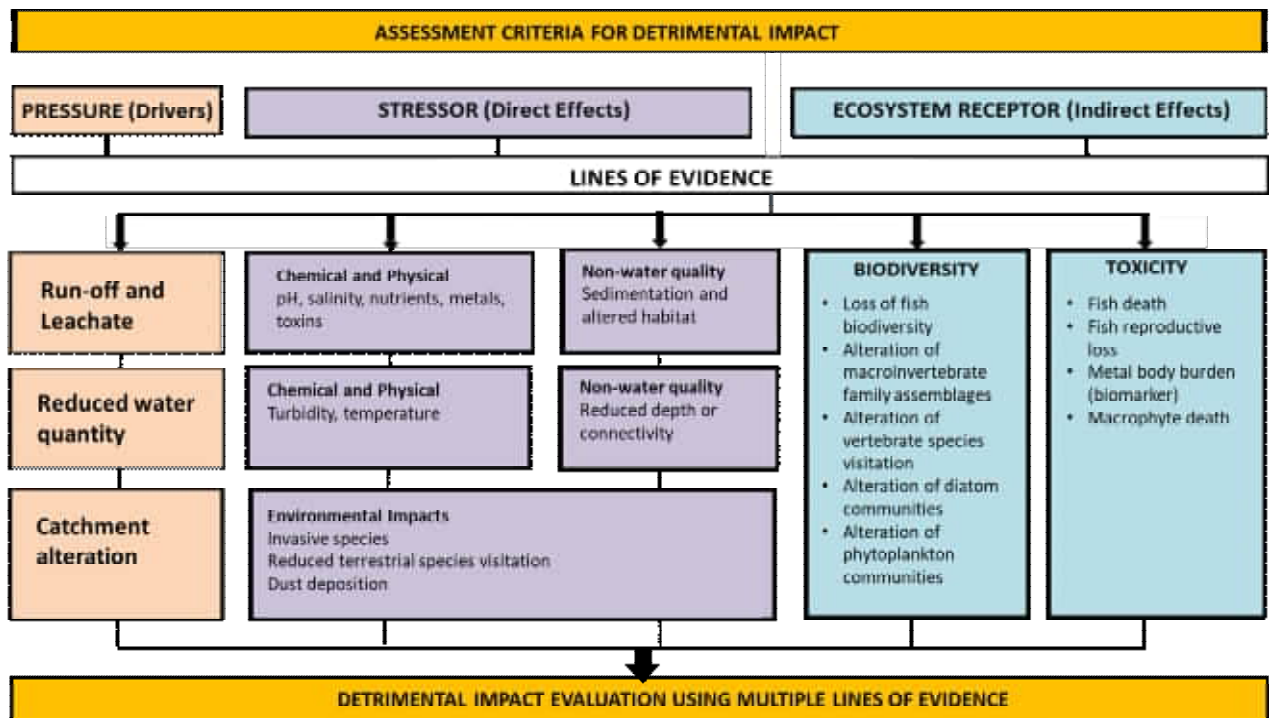 ASSESSMENT CRITERIA FOR DETRIMENTAL IMPACT
PRESSURE (Drivers)
STRESSOR (Direct Effects)
ECOSYSTEM RECEPTOR (Indirect Effects)
LINES OF EVIDENCE
Run-off and
Leachate
Reduced water
quantity
Catchment
alteration
Chemical and Physical
pH, salinity, nutrients, metals,
toxins
Chemical and Physical
Turbidity, temperature
Non-water quality
Sedimentation and
altered habitat
Non-water quality
Reduced depth or
connectivity
Environmental Impacts
Invasive species
Reduced terrestrial species visitation
Dust deposition
BIODIVERSITY
• Loss of fish
biodiversity
• Alteration of
macroinvertebrate
family assemblages
• Alteration of
vertebrate species
visitation
• Alteration of diatom
communities
• Alteration of
phytoplankton
communities
TOXICITY
• Fish death
• Fish reproductive
loss
• Metal body burden
(biomarker)
• Macrophyte death
DETRIMENTAL IMPACT EVALUATION USING MULTIPLE LINES OF EVIDENCE